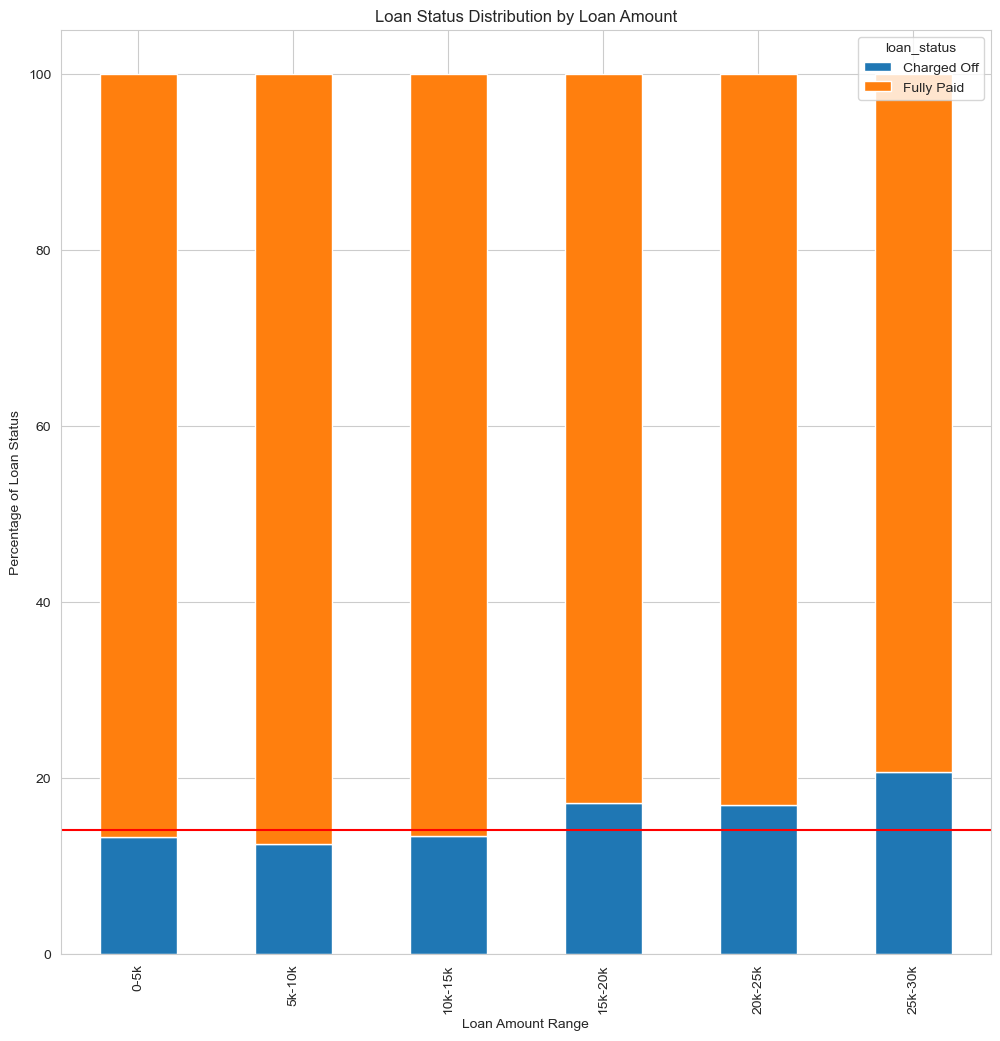 Loan Status Distribution by Loan Amount
loan_status
Charged Off
Fully Paid
100
80
60
40
20
0
Percentage of Loan Status
0-5k
5k-10k
10k-15k
15k-20k
20k-25k
25k-30k
Loan Amount Range